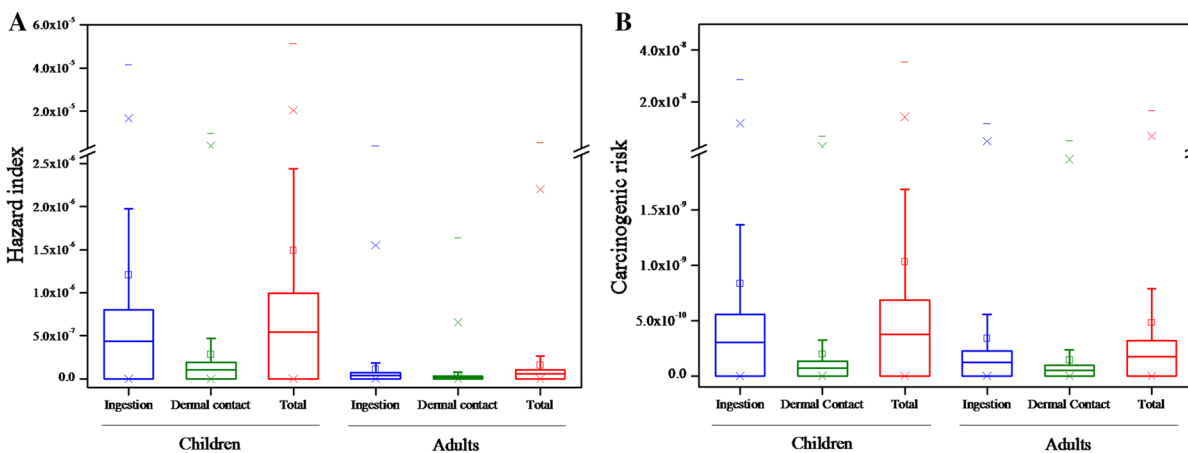 A
Hazard index
6.0x10⁻⁵
4.0x10⁻⁵
2.0x10⁻⁵
2.5x10⁻⁶
2.0x10⁻⁶
1.5x10⁻⁶
1.0x10⁻⁶
5.0x10⁻⁷
0.0
Ingestion Dermal contact Total Ingestion Dermal contact Total
Children Adults
B
Carcinogenic risk
4.0x10⁻⁸
2.0x10⁻⁸
1.5x10⁻⁹
1.0x10⁻⁹
5.0x10⁻¹⁰
0.0
Ingestion Dermal Contact Total Ingestion Dermal Contact Total
Children Adults